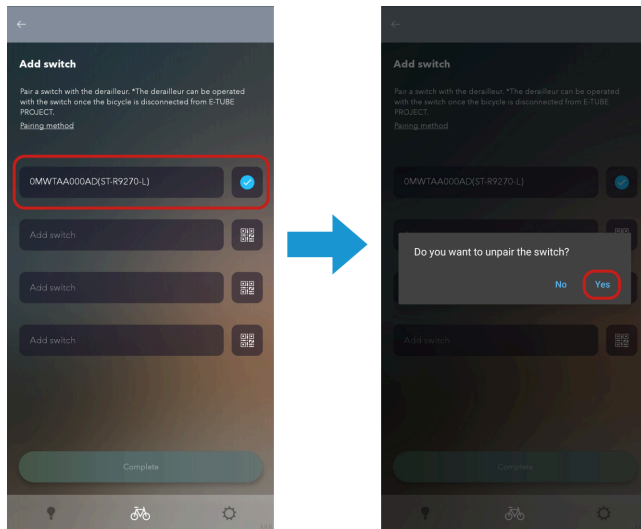 Add switch
Pair a switch with the derailleur. *The derailleur can be operated
with the switch once the bicycle is disconnected from E-TUBE
PROJECT.
Pairing method
0MWTAA000AD(ST-R9270-L)
Add switch
Add switch
Add switch
Complete
Add switch
Pair a switch with the derailleur. *The derailleur can be operated
with the switch once the bicycle is disconnected from E-TUBE
PROJECT.
Pairing method
0MWTAA000AD(ST-R9270-L)
Do you want to unpair the switch?
No Yes
Add switch
Complete